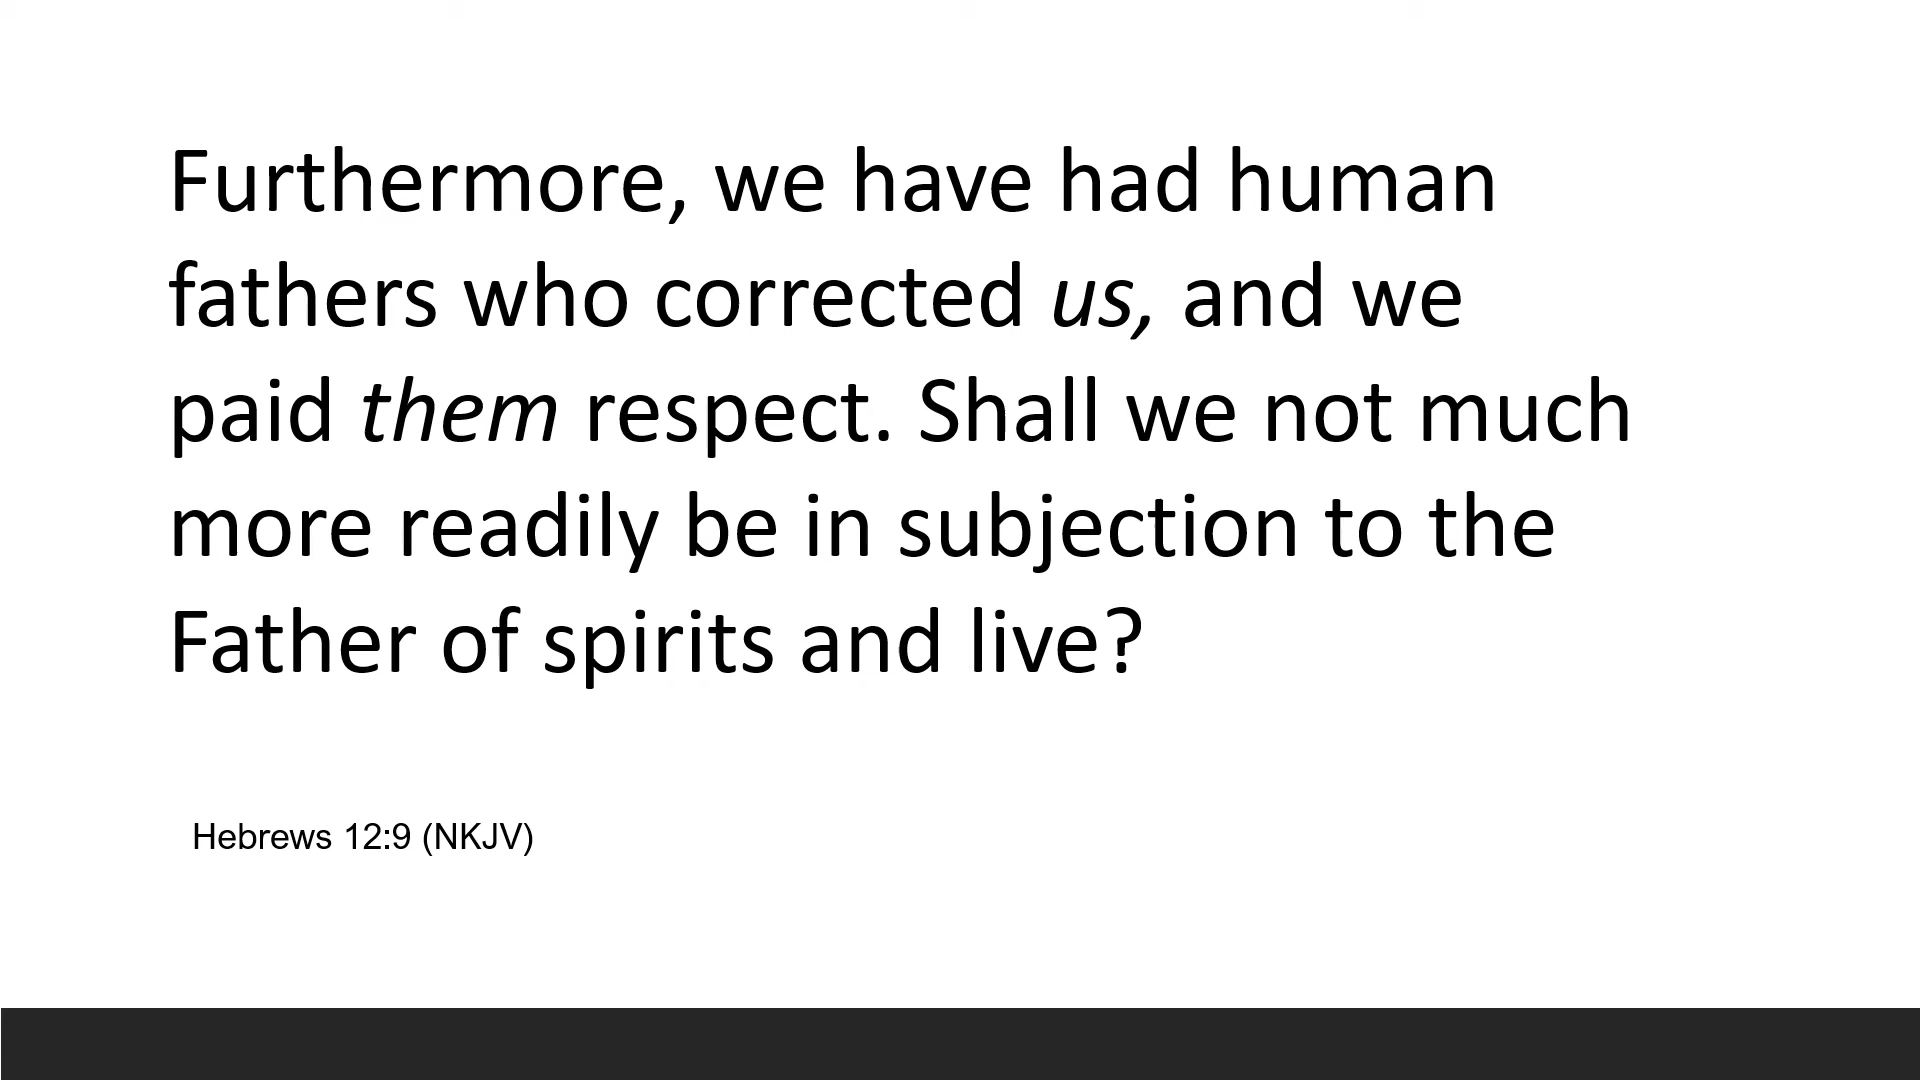 Furthermore, we have had human
fathers who corrected us, and we
paid them respect. Shall we not much
more readily be in subjection to the
Father of spirits and live?
Hebrews 12:9 (NKJV)